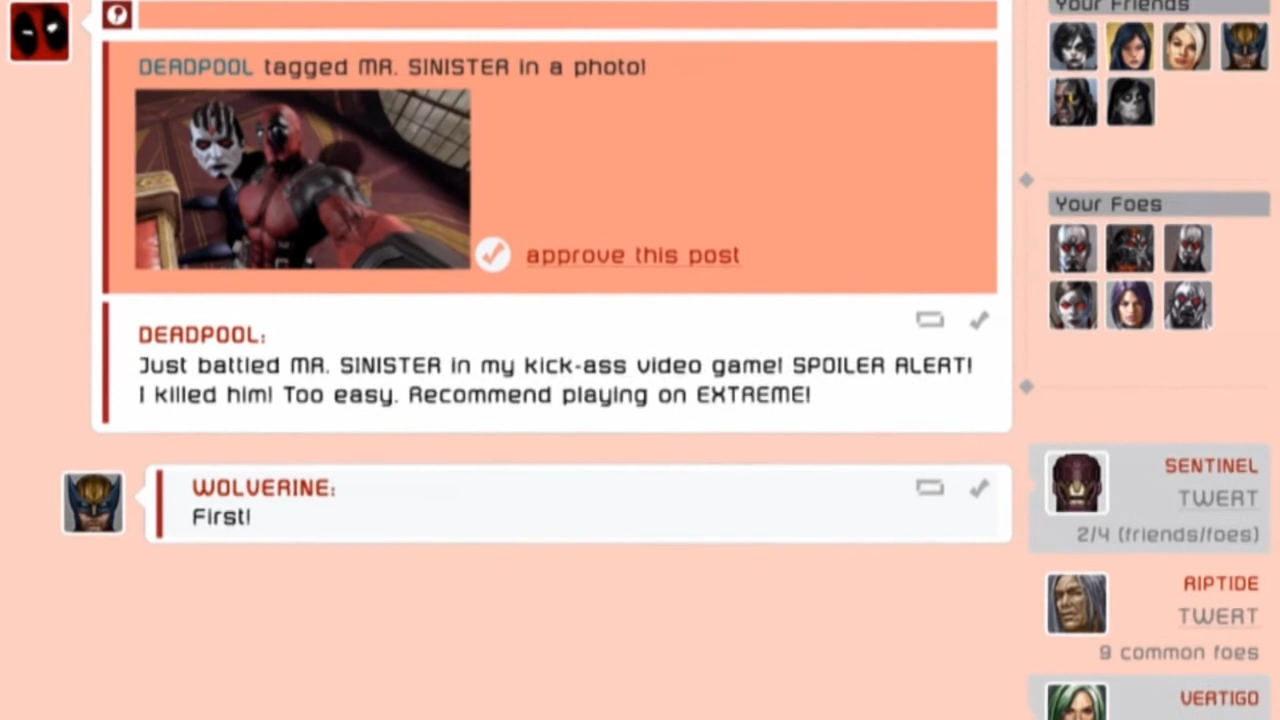 Your Friends
DEADPOOL tagged MR. SINISTER in a photo!
approve this post
DEADPOOL:
Just battled MR. SINISTER in my kick-ass video game! SPOILER ALERT!
I killed him! Too easy. Recommend playing on EXTREME!
WOLVERINE:
First!
Your Foes
SENTINEL
TWERT
2/4 (friends/foes)
RIPTIDE
TWERT
9 common foes
VERTIGO